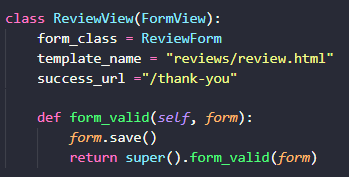 class ReviewView(FormView):
    form_class = ReviewForm
    template_name = "reviews/review.html"
    success_url ="/thank-you"

    def form_valid(self, form):
        form.save()
        return super().form_valid(form)